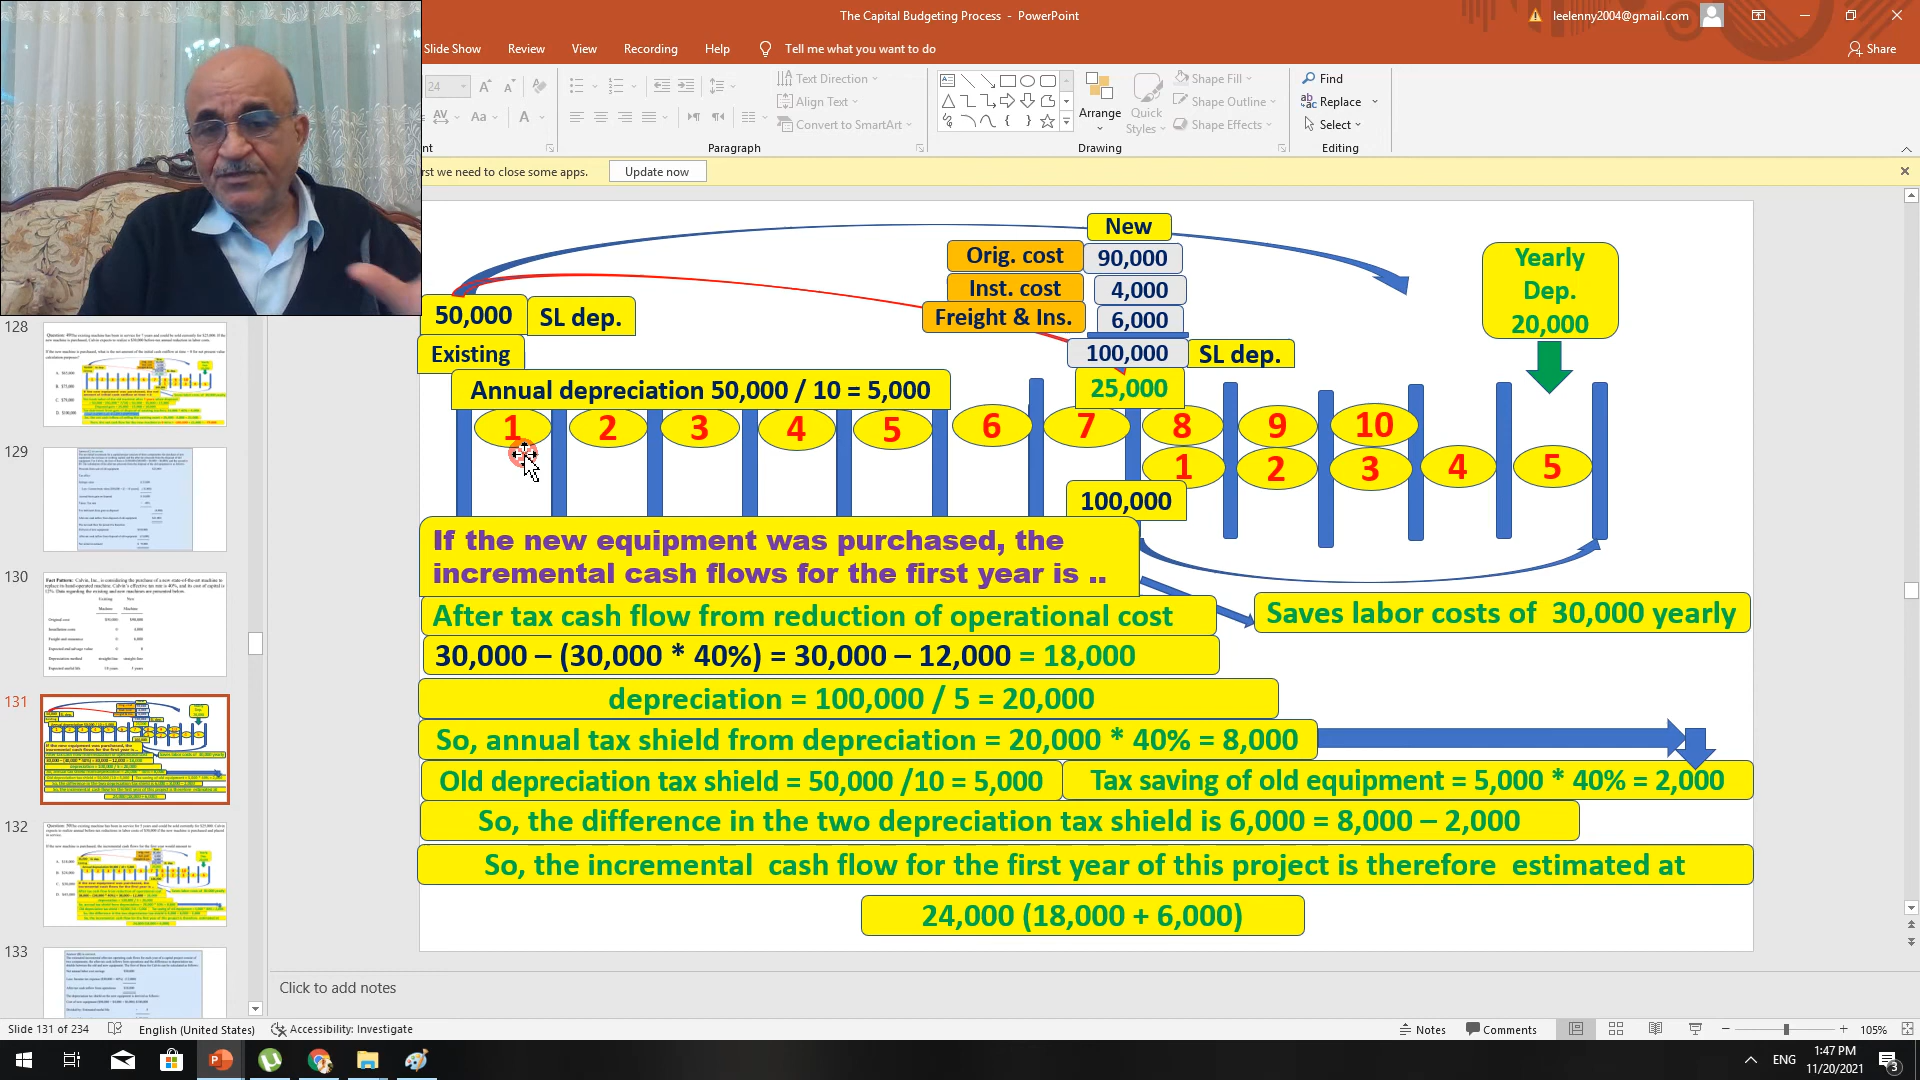 The Capital Budgeting Process - PowerPoint
leelenny2004@gmail.com
Slide Show Review View Recording Help Tell me what you want to do
Share
24
Aa
Text Direction
Align Text
Convert to SmartArt
Arrange
Quick Styles
Shape Fill
Shape Outline
Shape Effects
Find
Replace
Select
nt
Paragraph
Drawing
Editing
rst we need to close some apps.
Update now
New
Orig. cost 90,000
Inst. cost 4,000
Freight & Ins. 6,000
100,000 SL dep.
25,000
Yearly
Dep.
20,000
50,000 SL dep.
Existing
Annual depreciation 50,000 / 10 = 5,000
1 2 3 4 5 6 7 8 9 10
1 2 3 4 5
100,000
If the new equipment was purchased, the
incremental cash flows for the first year is ..
After tax cash flow from reduction of operational cost
Saves labor costs of 30,000 yearly
30,000 – (30,000 * 40%) = 30,000 – 12,000 = 18,000
depreciation = 100,000 / 5 = 20,000
So, annual tax shield from depreciation = 20,000 * 40% = 8,000
Old depreciation tax shield = 50,000 /10 = 5,000
Tax saving of old equipment = 5,000 * 40% = 2,000
So, the difference in the two depreciation tax shield is 6,000 = 8,000 – 2,000
So, the incremental cash flow for the first year of this project is therefore estimated at
24,000 (18,000 + 6,000)
128
129
130
131
132
133
Click to add notes
Slide 131 of 234 English (United States) Accessibility: Investigate
Notes Comments 105%
ENG
1:47 PM
11/20/2021
3